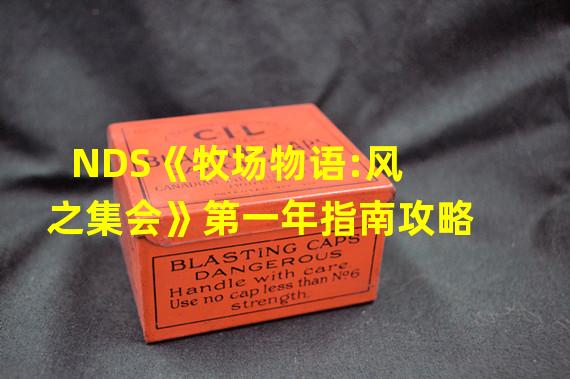 CIL
NDS《牧场物语:风
之集会》第一年指南攻略
BLASTING CAPS
DANGEROUS
Handle with care
Use no cap less than No6
strength.